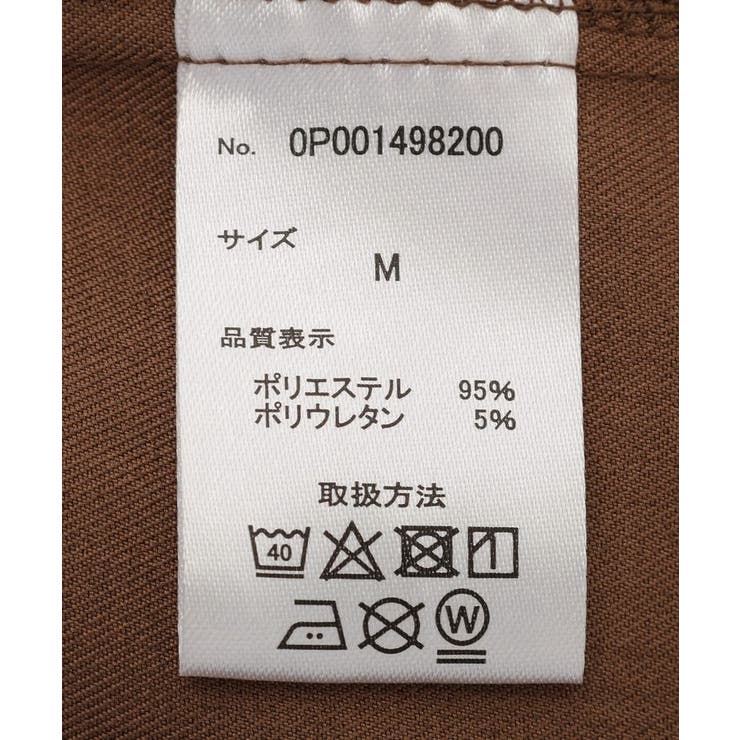 No. 0P001498200
サイズ
M
品質表示
ポリエステル 95%
ポリウレタン 5%
取扱方法
40
W